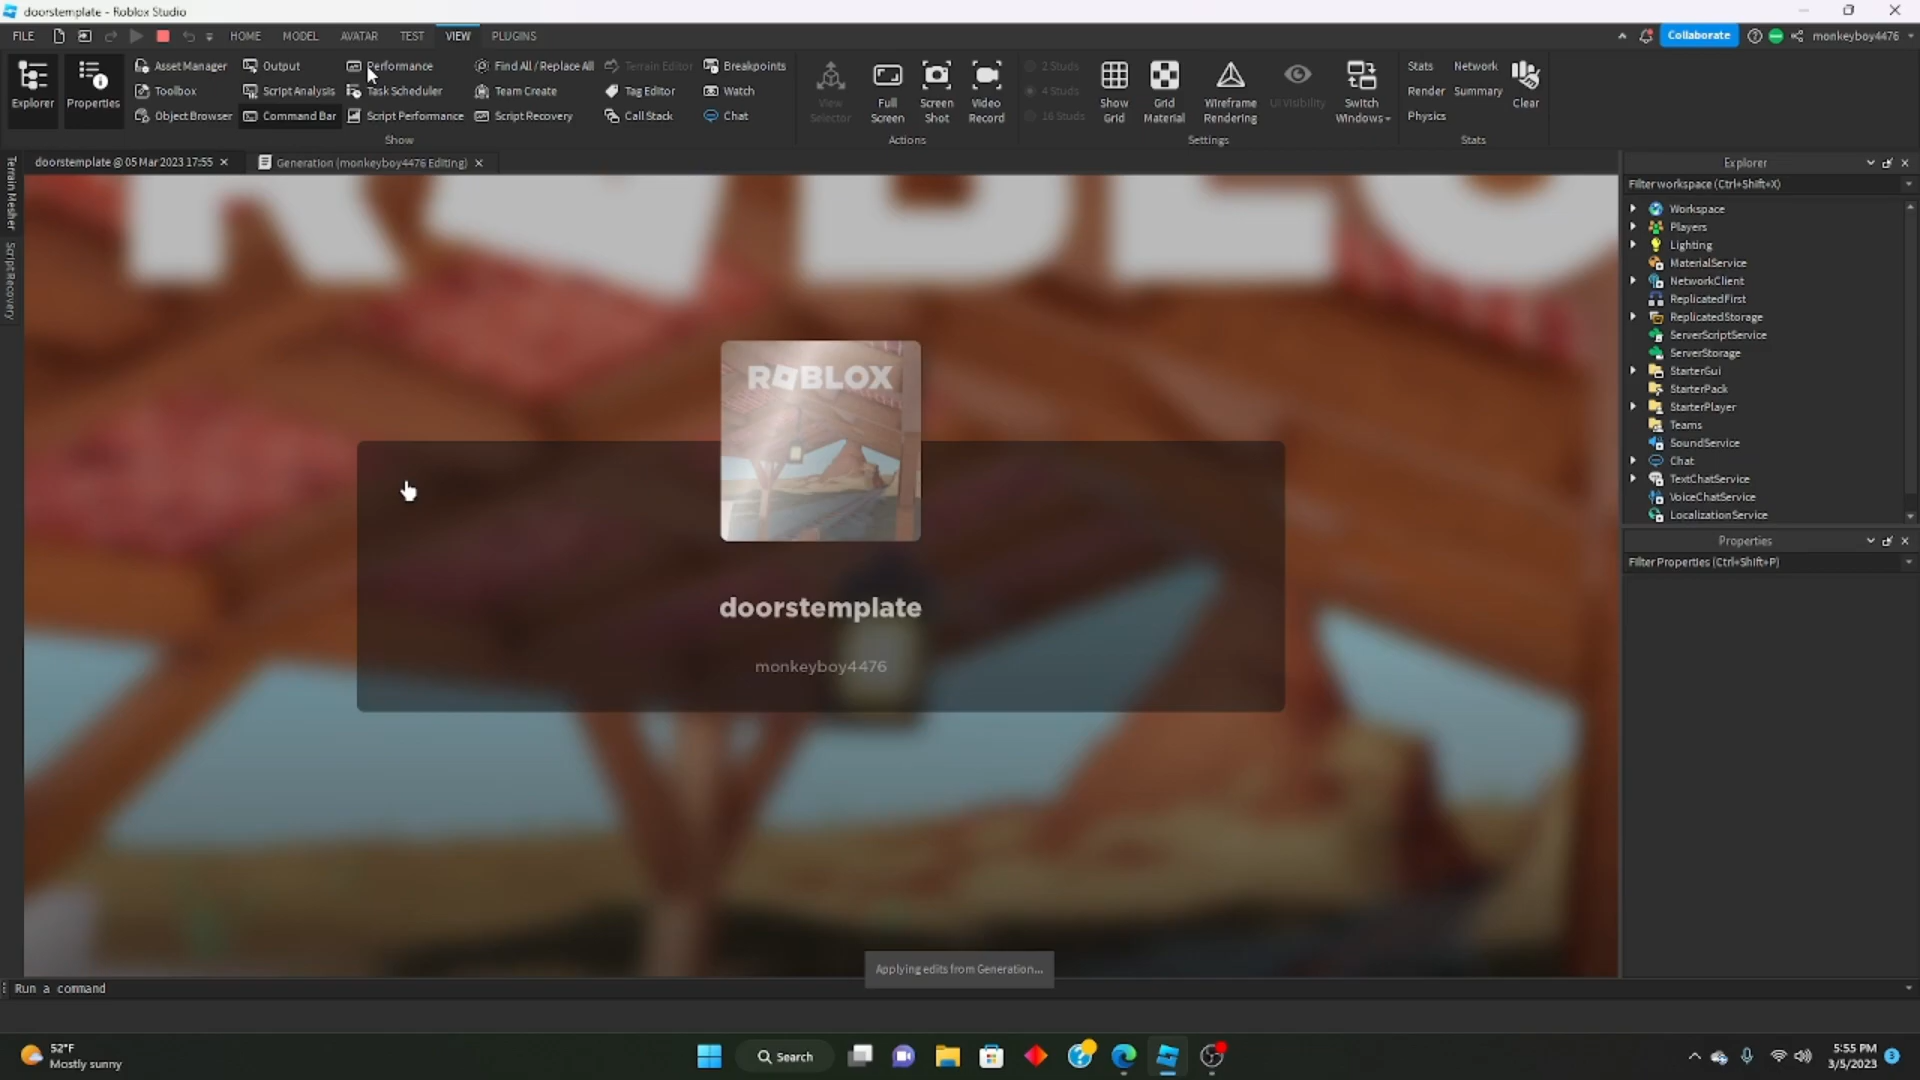 doorstemplate - Roblox Studio
FILE HOME MODEL AVATAR TEST VIEW PLUGINS Collaborate monkeyboy4476
Explorer
Properties
Asset Manager
Toolbox
Object Browser
Output
Script Analysis
Command Bar
Performance
Task Scheduler
Script Performance
Find All / Replace All
Team Create
Script Recovery
Terrain Editor
Tag Editor
Call Stack
Breakpoints
Watch
Chat
Show
View
Selector
Full
Screen
Screen
Shot
Video
Record
Actions
2 Studs
4 Studs
16 Studs
Show
Grid
Grid
Material
Wireframe
Rendering
UI Visibility
Switch
Windows
Settings
Stats
Network
Render
Summary
Physics
Clear
Stats
doorstemplate @ 05 Mar 2023 17:55
Generation (monkeyboy4476 Editing)
Terrain Mesher
Script Recovery
ROBLOX
ROBLOX
doorstemplate
monkeyboy4476
Applying edits from Generation...
Explorer
Filter workspace (Ctrl+Shift+X)
Workspace
Players
Lighting
MaterialService
NetworkClient
ReplicatedFirst
ReplicatedStorage
ServerScriptService
ServerStorage
StarterGui
StarterPack
StarterPlayer
Teams
SoundService
Chat
TextChatService
VoiceChatService
LocalizationService
Properties
Filter Properties (Ctrl+Shift+P)
Run a command
52°F
Mostly sunny
Search
5:55 PM
3/5/2023
3